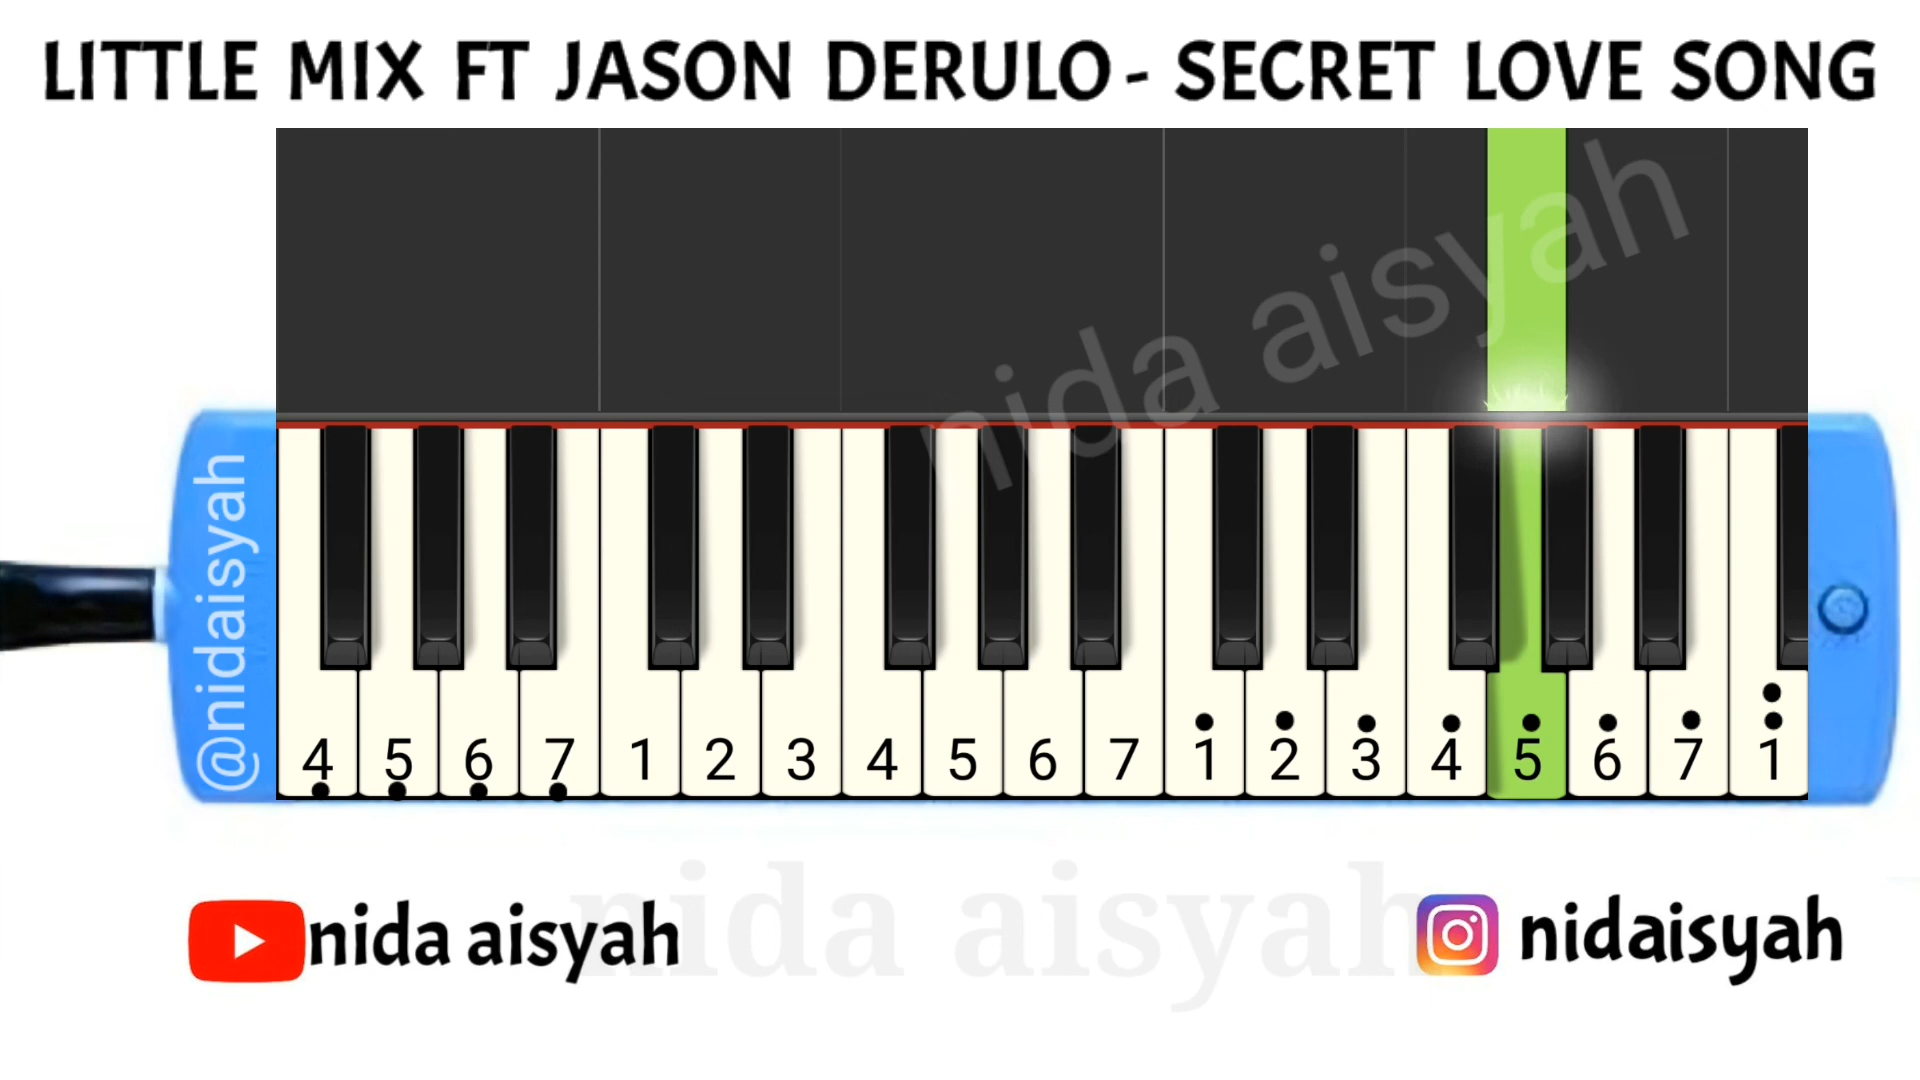 LITTLE MIX FT JASON DERULO - SECRET LOVE SONG
nida aisyah
@nidaisyah
4 5 6 7 1 2 3 4 5 6 7 1 2 3 4 5 6 7 1
nida aisyah
nida aisyah
nidaisyah